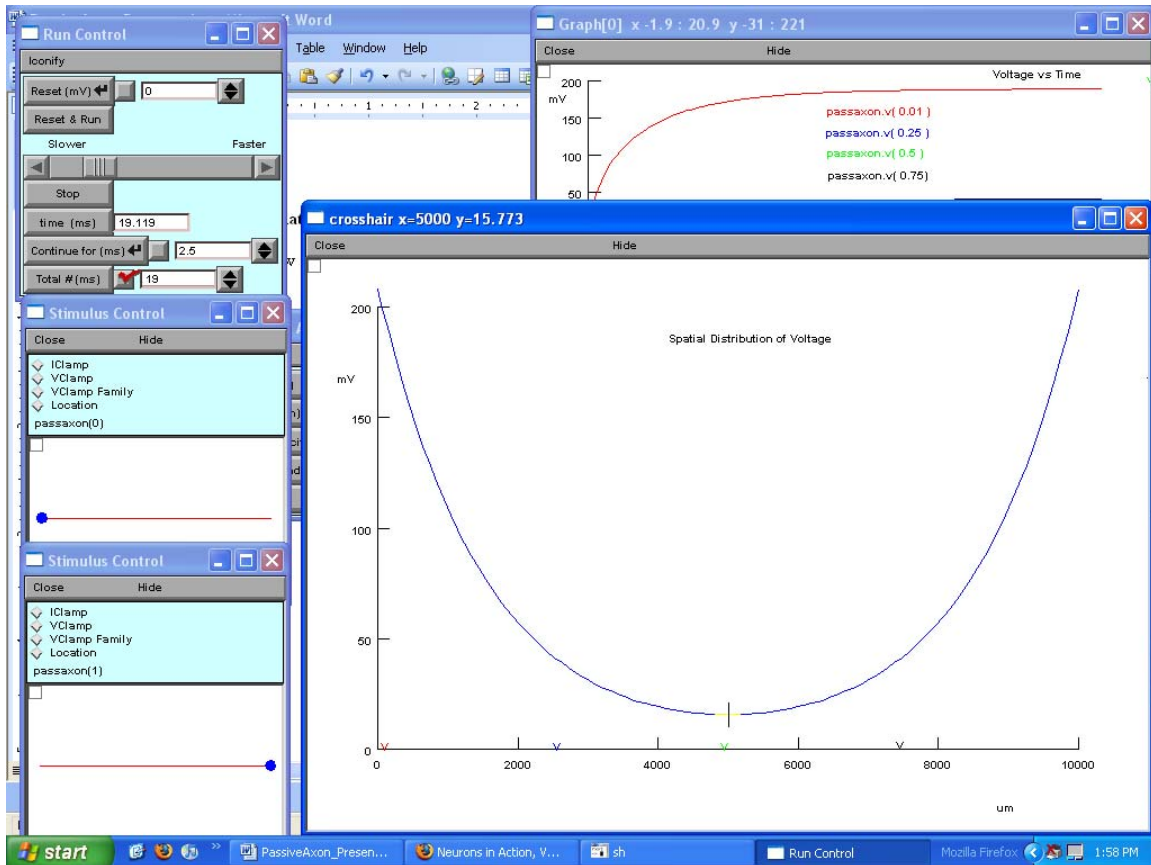 t Word
Run Control
Iconify
Reset (mV) 0
Reset & Run
Slower Faster
Stop
time (ms) 19.119
Continue for (ms) 2.5
Total # (ms) 19
Table Window Help
1 2
Graph[0] x -1.9 : 20.9 y -31 : 221
Close Hide
Voltage vs Time
200
mV
150
100
50
passaxon.v( 0.01 )
passaxon.v( 0.25 )
passaxon.v( 0.5 )
passaxon.v( 0.75)
crosshair x=5000 y=15.773
Close Hide
Spatial Distribution of Voltage
200
mV
150
100
50
0
0 2000 4000 6000 8000 10000
um
Stimulus Control
Close Hide
IClamp
VClamp
VClamp Family
Location
passaxon(0)
Stimulus Control
Close Hide
IClamp
VClamp
VClamp Family
Location
passaxon(1)
start
PassiveAxon_Presen...
Neurons in Action, V...
sh
Run Control
Mozilla Firefox
1:58 PM